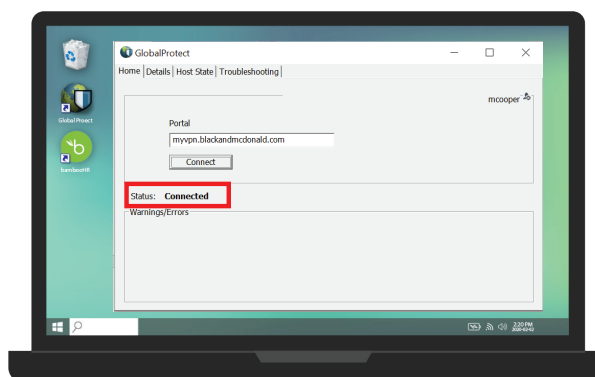 GlobalProtect
Home Details Host State Troubleshooting
mcooper
Portal
myvpn.blackandmcdonald.com
Connect
Status: Connected
Warnings/Errors
Global Proect
b
bambooHR
2:20 PM